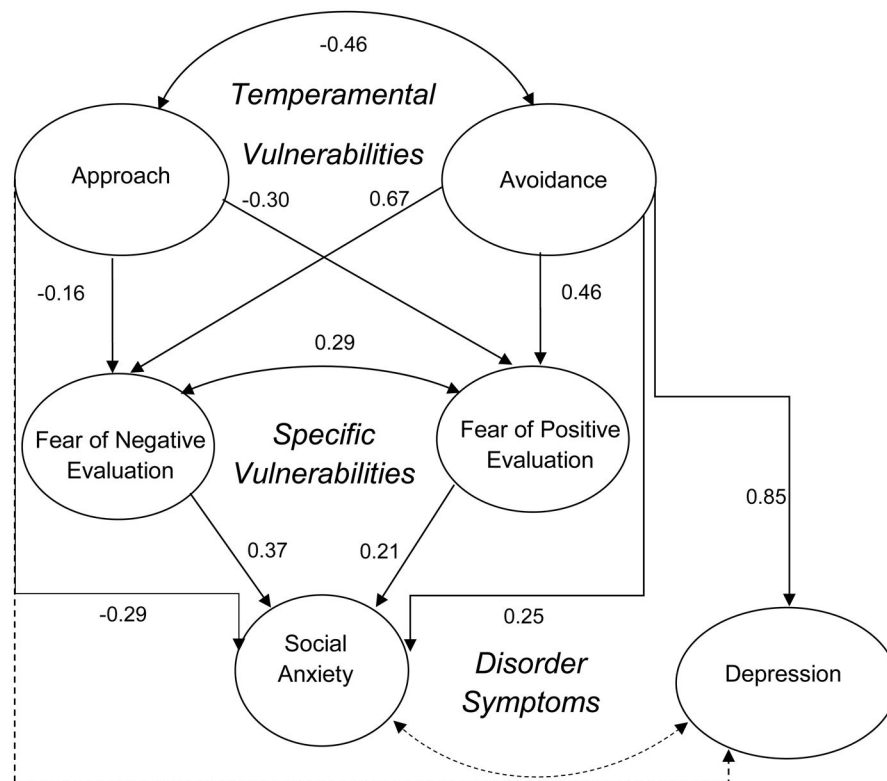 -0.46
Temperamental
Vulnerabilities
Approach
Avoidance
-0.30
0.67
-0.16
0.46
0.29
Fear of Negative
Evaluation
Specific
Vulnerabilities
Fear of Positive
Evaluation
0.85
0.37
0.21
-0.29
0.25
Social
Anxiety
Disorder
Symptoms
Depression